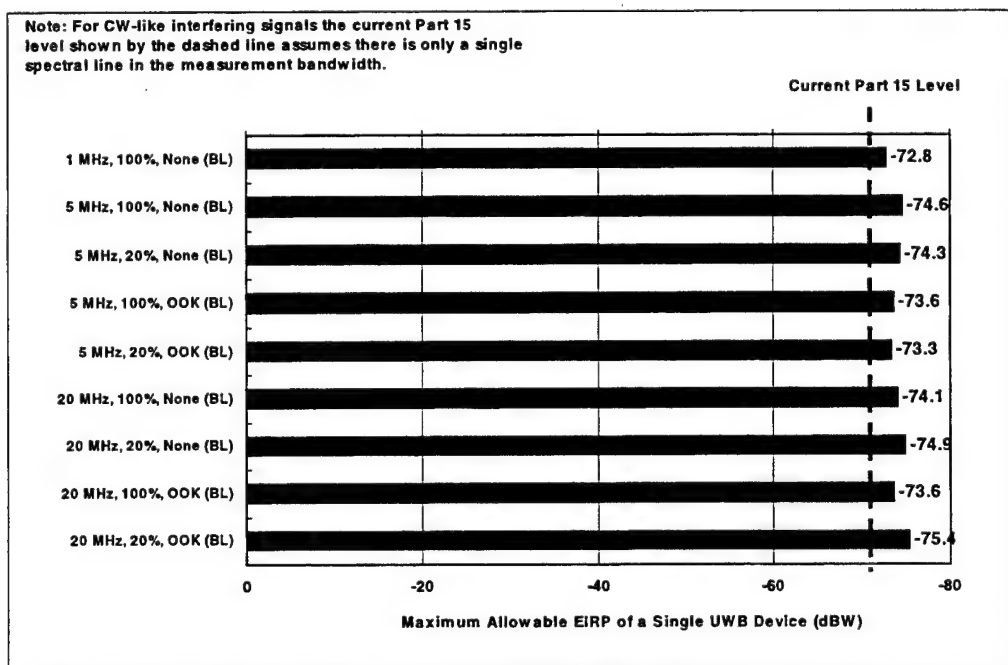 Note: For CW-like interfering signals the current Part 15
level shown by the dashed line assumes there is only a single
spectral line in the measurement bandwidth.
Current Part 15 Level
1 MHz, 100%, None (BL)
-72.8
5 MHz, 100%, None (BL)
-74.6
5 MHz, 20%, None (BL)
-74.3
5 MHz, 100%, OOK (BL)
-73.6
5 MHz, 20%, OOK (BL)
-73.3
20 MHz, 100%, None (BL)
-74.1
20 MHz, 20%, None (BL)
-74.9
20 MHz, 100%, OOK (BL)
-73.6
20 MHz, 20%, OOK (BL)
-75.4
0 -20 -40 -60 -80
Maximum Allowable EIRP of a Single UWB Device (dBW)